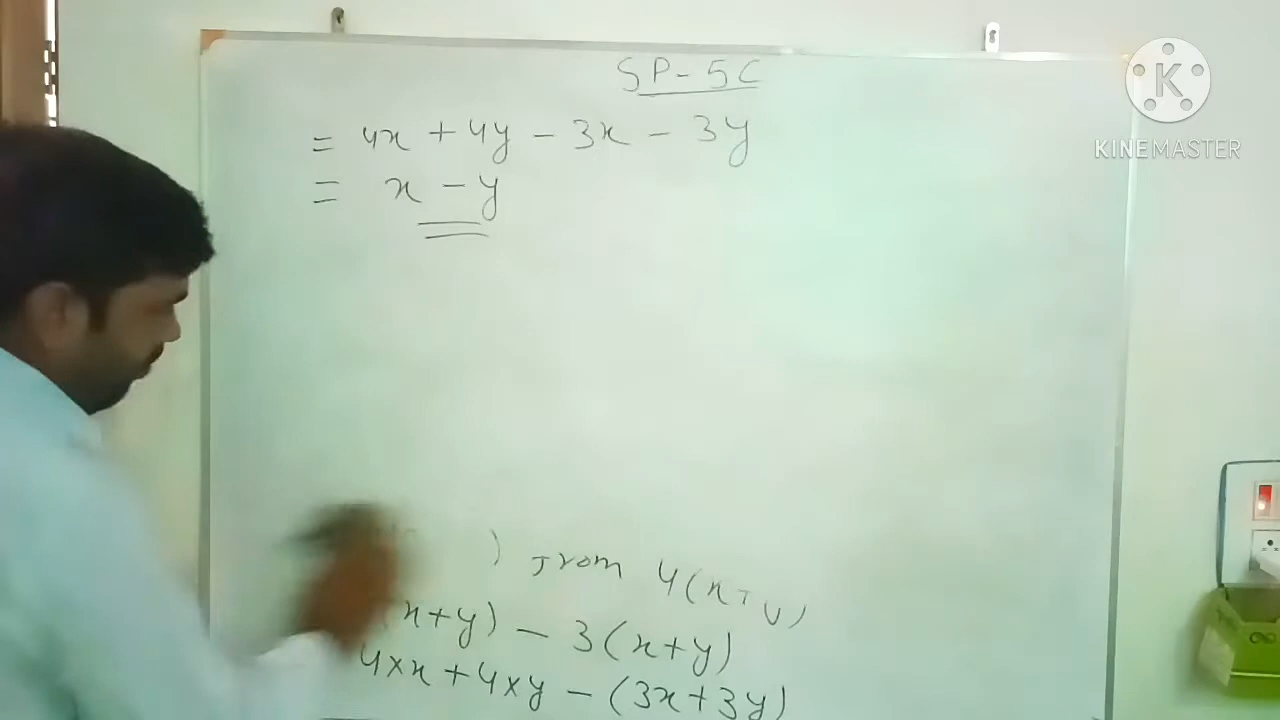 SP-5C
= 4x + 4y - 3x - 3y
= x - y
K
KINEMASTER
) from 4(x+y)
x+y) - 3(x+y)
4×x + 4×y - (3x+3y)